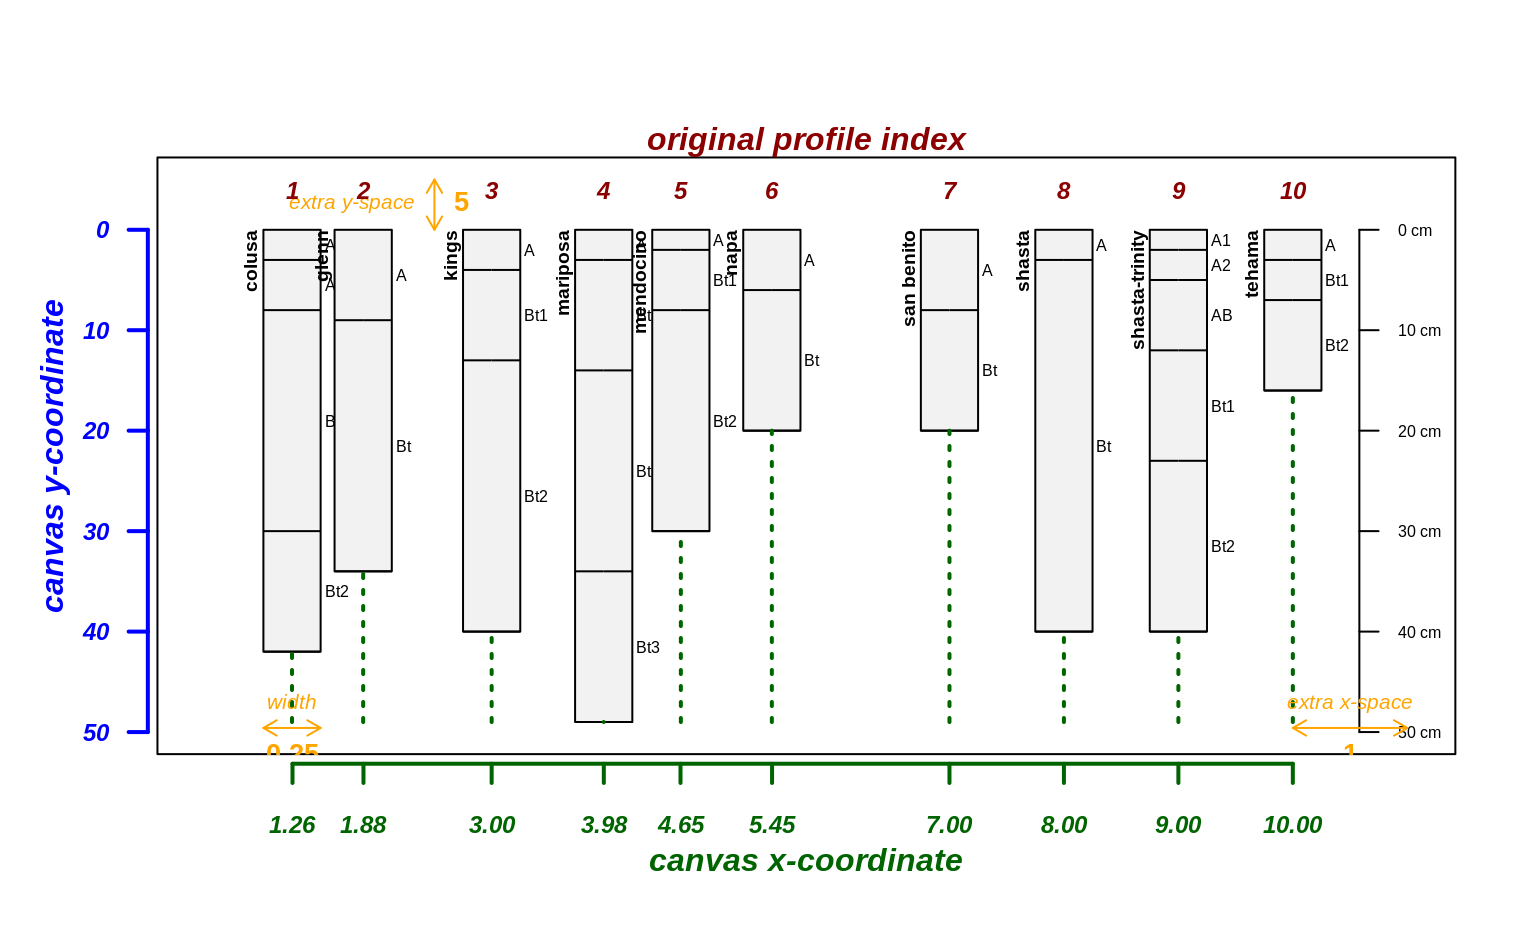 original profile index
1 2 3 4 5 6 7 8 9 10
extra y-space 5
canvas y-coordinate
0
10
20
30
40
50
colusa
A
A
Bt2
glenn
A
Bt
kings
A
Bt1
Bt2
mariposa
Bt
Bt3
mendocino
A
Bt1
Bt2
napa
A
Bt
san benito
A
Bt
shasta
A
Bt
shasta-trinity
A1
A2
AB
Bt1
Bt2
tehama
A
Bt1
Bt2
0 cm
10 cm
20 cm
30 cm
40 cm
50 cm
width
0.25
extra x-space
1
1.26 1.88 3.00 3.98 4.65 5.45 7.00 8.00 9.00 10.00
canvas x-coordinate